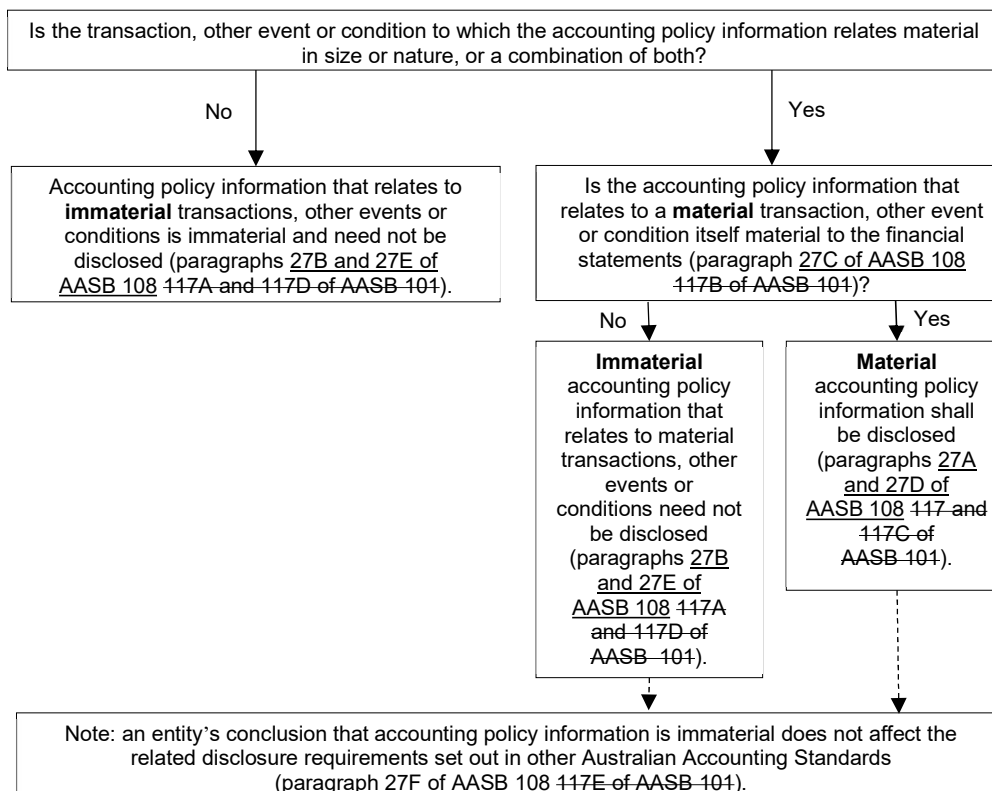 Is the transaction, other event or condition to which the accounting policy information relates material
in size or nature, or a combination of both?
No
Yes
Accounting policy information that relates to
immaterial transactions, other events or
conditions is immaterial and need not be
disclosed (paragraphs 27B and 27E of
AASB 108 117A and 117D of AASB 101).
Is the accounting policy information that
relates to a material transaction, other event
or condition itself material to the financial
statements (paragraph 27C of AASB 108
117B of AASB 101)?
No
Yes
Immaterial
accounting policy
information that
relates to material
transactions, other
events or
conditions need not
be disclosed
(paragraphs 27B
and 27E of
AASB 108 117A
and 117D of
AASB 101).
Material
accounting policy
information shall
be disclosed
(paragraphs 27A
and 27D of
AASB 108 117 and
117C of
AASB 101).
Note: an entity’s conclusion that accounting policy information is immaterial does not affect the
related disclosure requirements set out in other Australian Accounting Standards
(paragraph 27F of AASB 108 117E of AASB 101).